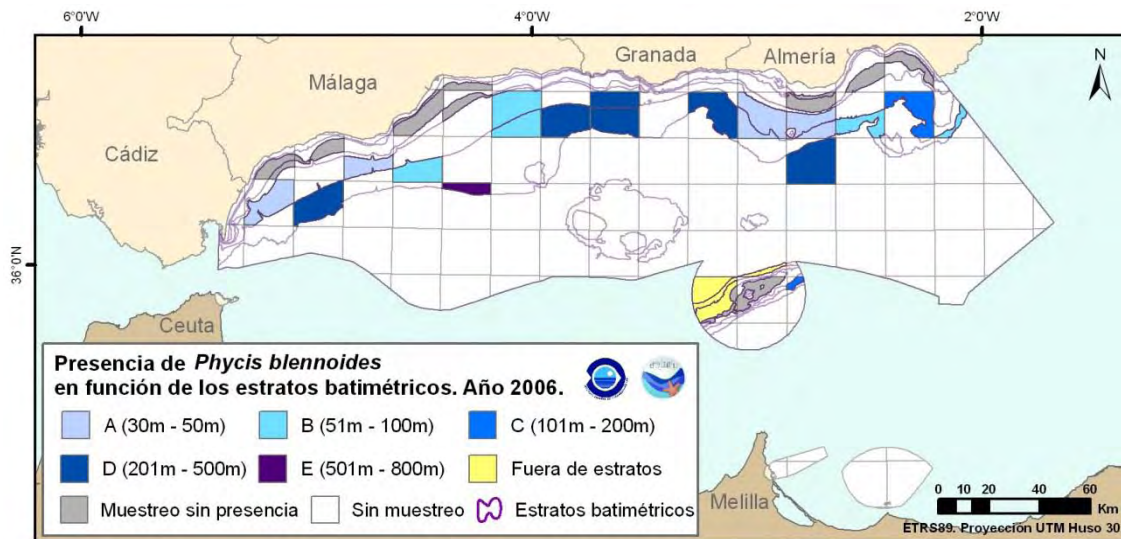 6°0'W 4°0'W 2°0'W
N
Granada Almería
Málaga
Cádiz
36°0'N
Ceuta
Presencia de Phycis blennoides
en función de los estratos batimétricos. Año 2006.
A (30m - 50m) B (51m - 100m) C (101m - 200m)
D (201m - 500m) E (501m - 800m) Fuera de estratos
Muestreo sin presencia Sin muestreo Estratos batimétricos
Melilla
0 10 20 40 60
Km
ETRS89. Proyección UTM Huso 30